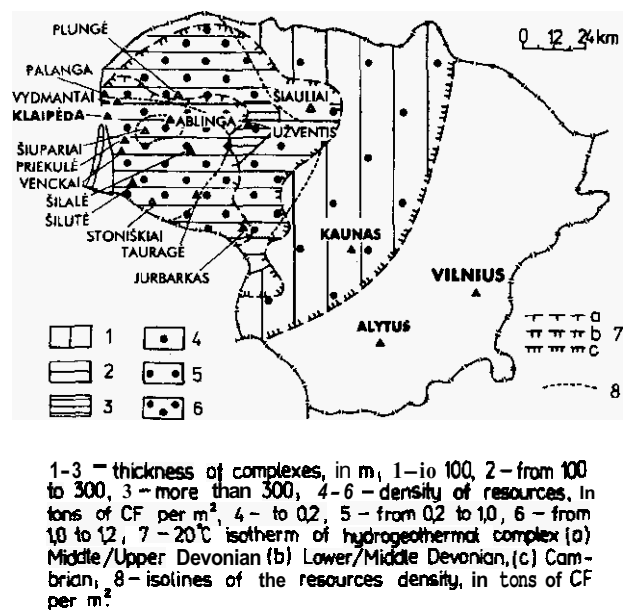 PLUNGĖ
0 12 24 km
PALANGA
VYDMANTAI
ŠIAULIAI
KLAIPĖDA
ABLINGA
UŽVENTIS
ŠIUPARIAI
PRIEKULĖ
VENCKAI
ŠILALĖ
ŠILUTĖ
STONIŠKIAI
TAURAGĖ
KAUNAS
JURBARKAS
VILNIUS
ALYTUS
a
b 7
c
8
1 4
2 5
3 6
1-3 – thickness of complexes, in m, 1–io 100, 2 – from 100
to 300, 3 – more than 300; 4-6 – density of resources, in
tons of CF per m², 4 – to 0,2, 5 – from 0,2 to 1,0, 6 – from
1,0 to 1,2, 7 – 20°C isotherm of hydrogeothermal complex (a)
Middle/Upper Devonian (b) Lower/Middle Devonian, (c) Cam-
brian; 8 – isolines of the resources density, in tons of CF
per m².